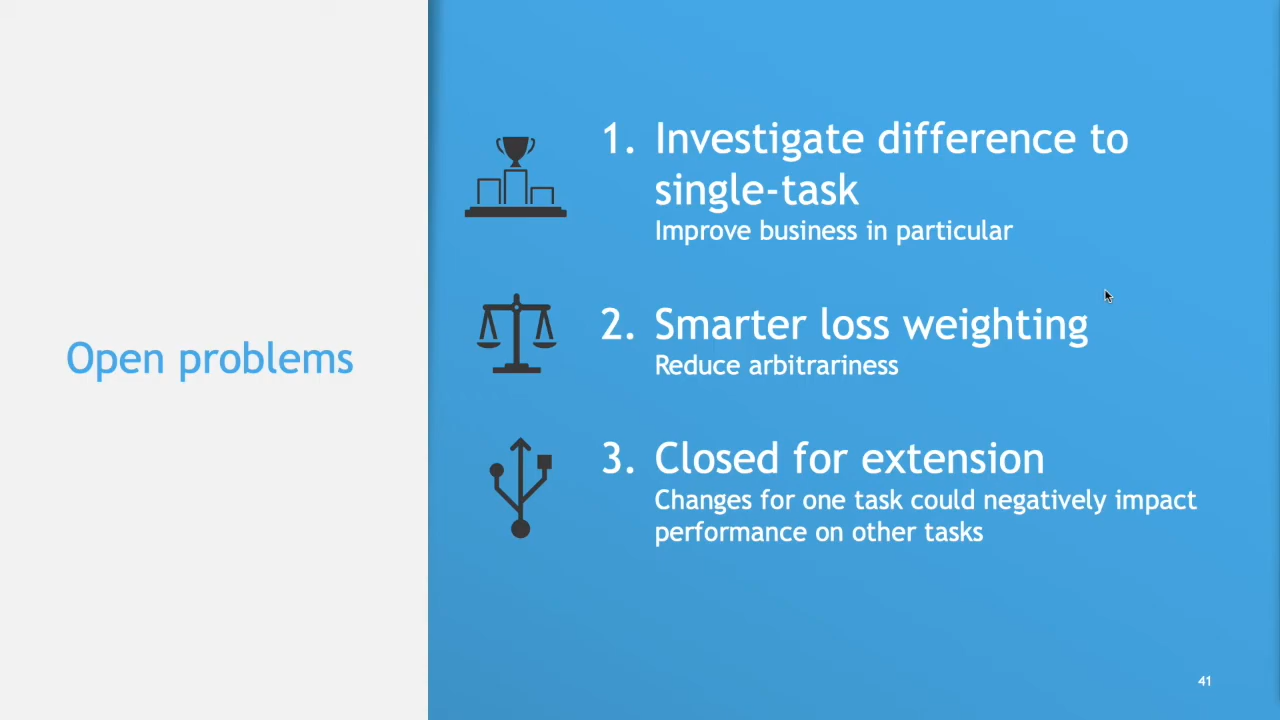 Open problems
1. Investigate difference to
single-task
Improve business in particular
2. Smarter loss weighting
Reduce arbitrariness
3. Closed for extension
Changes for one task could negatively impact
performance on other tasks
41